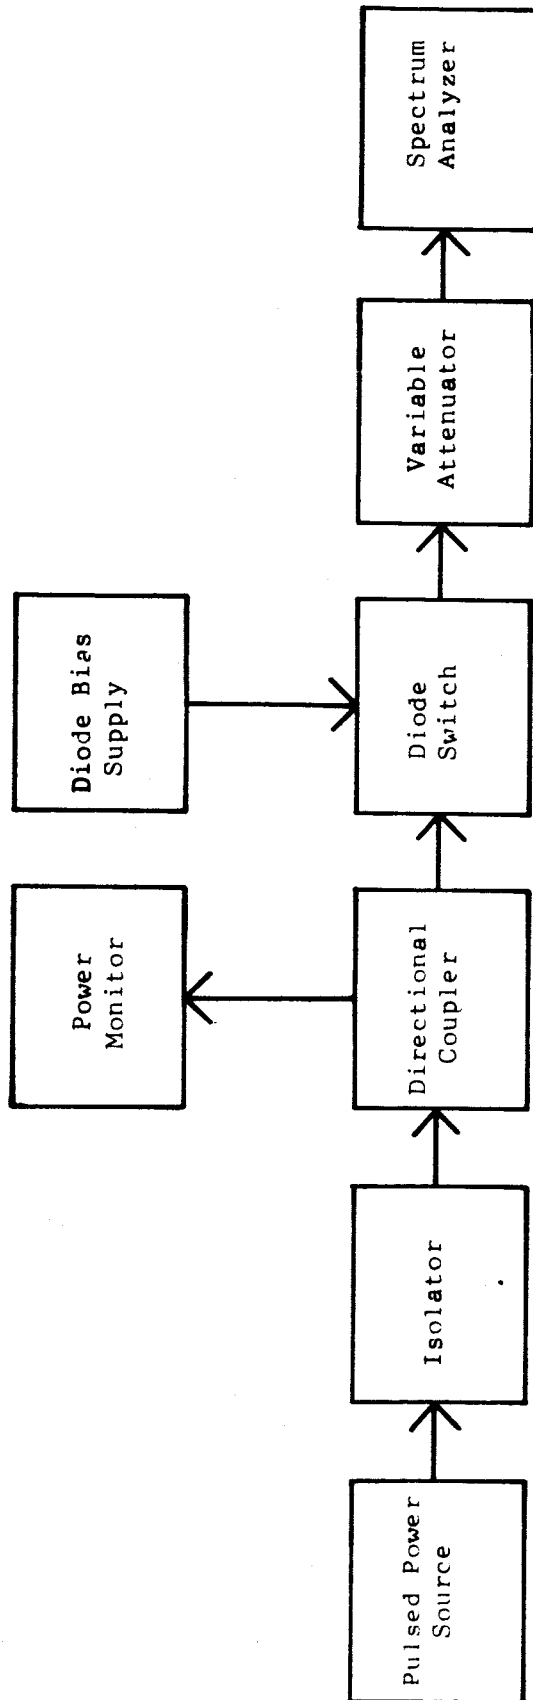 Power
Monitor
Diode Bias
Supply
Pulsed Power
Source
Isolator
Directional
Coupler
Diode
Switch
Variable
Attenuator
Spectrum
Analyzer